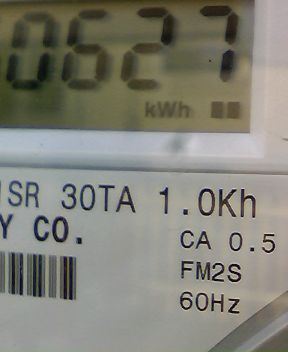 0627
kWh
SR 30TA 1.0Kh
Y CO.
CA 0.5
FM2S
60Hz